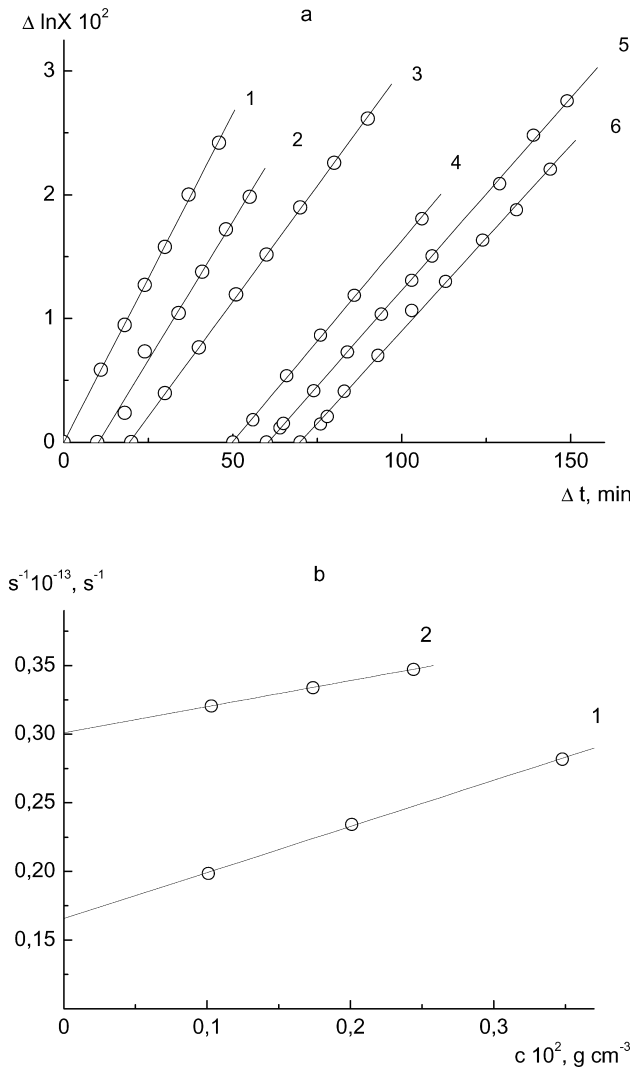 Δ lnX 10² a
3
2
1
0
1 2 3 4 5 6
0 50 100 150
Δ t, min
b
s⁻¹10⁻¹³, s⁻¹
0,35
0,30
0,25
0,20
0,15
2
1
0 0,1 0,2 0,3
c 10², g cm⁻³